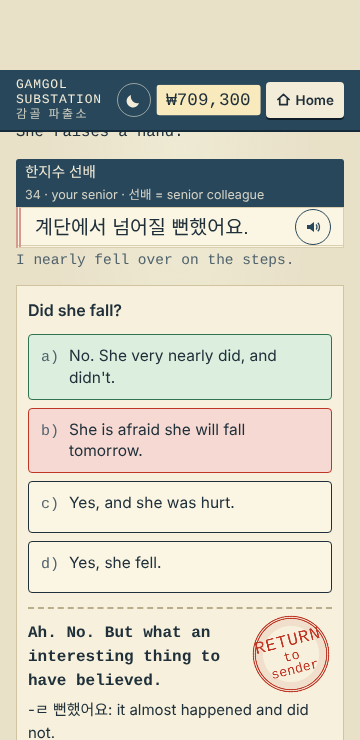 GAMGOL
SUBSTATION
감골 파출소
₩709,300
Home
She raises a hand.
한지수 선배
34 · your senior · 선배 = senior colleague
계단에서 넘어질 뻔했어요.
I nearly fell over on the steps.
Did she fall?
a) No. She very nearly did, and
didn't.
b) She is afraid she will fall
tomorrow.
c) Yes, and she was hurt.
d) Yes, she fell.
Ah. No. But what an
interesting thing to
have believed.
RETURN
to
sender
-ㄹ 뻔했어요: it almost happened and did
not.